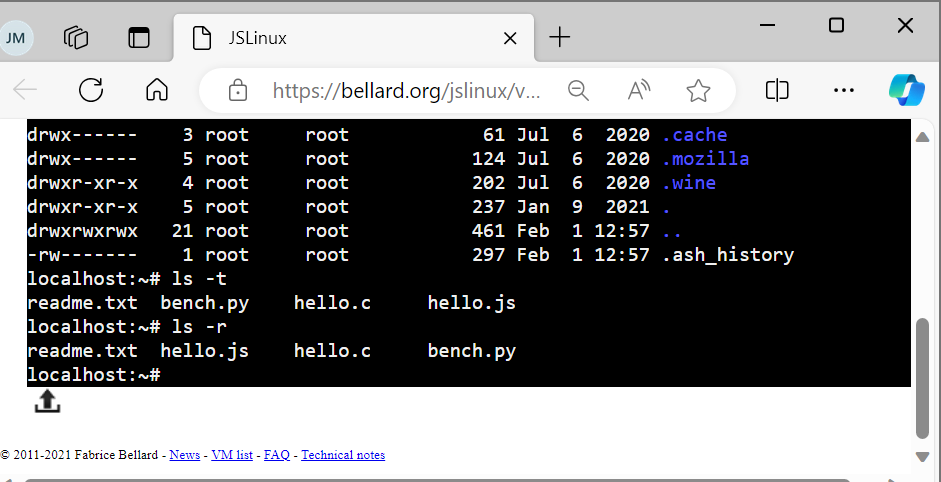 JM
JSLinux
https://bellard.org/jslinux/v...
drwx------ 3 root root 61 Jul 6 2020 .cache
drwx------ 5 root root 124 Jul 6 2020 .mozilla
drwxr-xr-x 4 root root 202 Jul 6 2020 .wine
drwxr-xr-x 5 root root 237 Jan 9 2021 .
drwxrwxrwx 21 root root 461 Feb 1 12:57 ..
-rw------- 1 root root 297 Feb 1 12:57 .ash_history
localhost:~# ls -t
readme.txt bench.py hello.c hello.js
localhost:~# ls -r
readme.txt hello.js hello.c bench.py
localhost:~#
© 2011-2021 Fabrice Bellard - News - VM list - FAQ - Technical notes